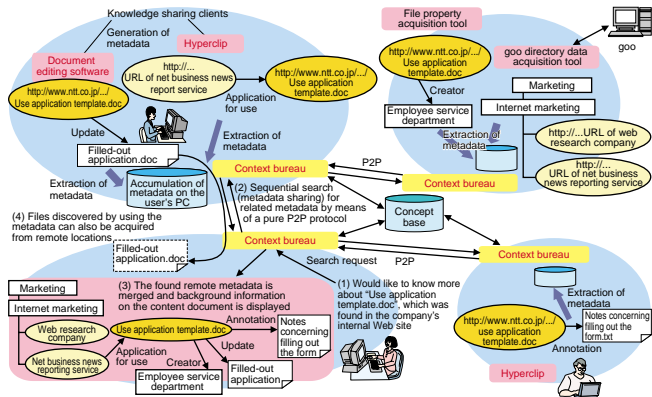 Knowledge sharing clients
Generation of
metadata
Document
editing software
Hyperclip
http://www.ntt.co.jp/.../
Use application
template.doc
http://...
URL of net business news
report service
http://www.ntt.co.jp/.../
Use application
template.doc
Application
for use
Update
Filled-out
application.doc
Extraction of
metadata
Extraction of
metadata
Accumulation of
metadata on the
user's PC
Context bureau
File property
acquisition tool
http://www.ntt.co.jp/.../
Use application
template.doc
Creator
Employee service
department
goo directory data
acquisition tool
goo
Marketing
Internet marketing
Extraction of
metadata
http://...URL of web
research company
http://...
URL of net business
news reporting service
P2P
Context bureau
(2) Sequential search
(metadata sharing) for
related metadata by means
of a pure P2P protocol
Concept
base
(4) Files discovered by using the
metadata can also be acquired
from remote locations
Filled-out
application.doc
Context bureau
Search request
P2P
Context bureau
(1) Would like to know more
about "Use application
template.doc", which was
found in the company's
internal Web site
(3) The found remote metadata is
merged and background information
on the content document is displayed
Marketing
Internet marketing
Web research
company
Net business news
reporting service
Use application template.doc
Application
for use
Annotation
Notes
concerning
filling out
the form
Update
Creator
Employee service
department
Filled-out
application
Extraction of
metadata
http://www.ntt.co.jp/.../
use application
template.doc
Notes concerning
filling out the
form.txt
Annotation
Hyperclip